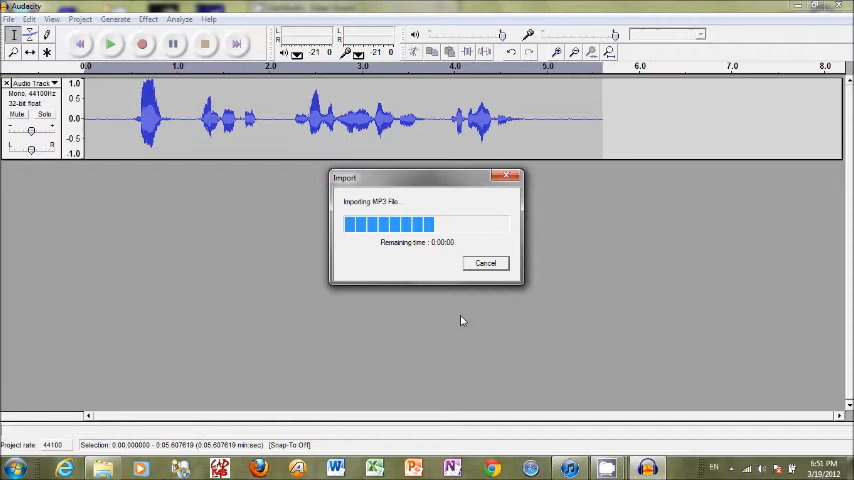 Audacity
File Edit View Project Generate Effect Analyze Help
L
R
-21 0
L
R
-21 0
0.0 1.0 2.0 3.0 4.0 5.0 6.0 7.0 8.0
Audio Track
Mono, 44100Hz
32-bit float
Mute Solo
- +
L R
1.0
0.5
0.0
-0.5
-1.0
Import
Importing MP3 File...
Remaining time : 0:00:00
Cancel
Project rate: 44100 Selection: 0:00.000000 - 0:05.607619 (0:05.607619 min:sec) [Snap-To Off]
EN 6:51 PM
3/19/2012